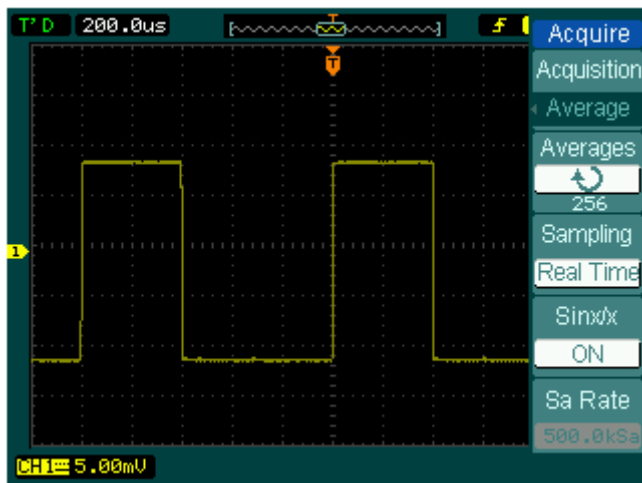 T'D 200.0us
T
T
1
CH1 5.00mV
Acquire
Acquisition
Average
Averages
256
Sampling
Real Time
Sinx/x
ON
Sa Rate
500.0kSa